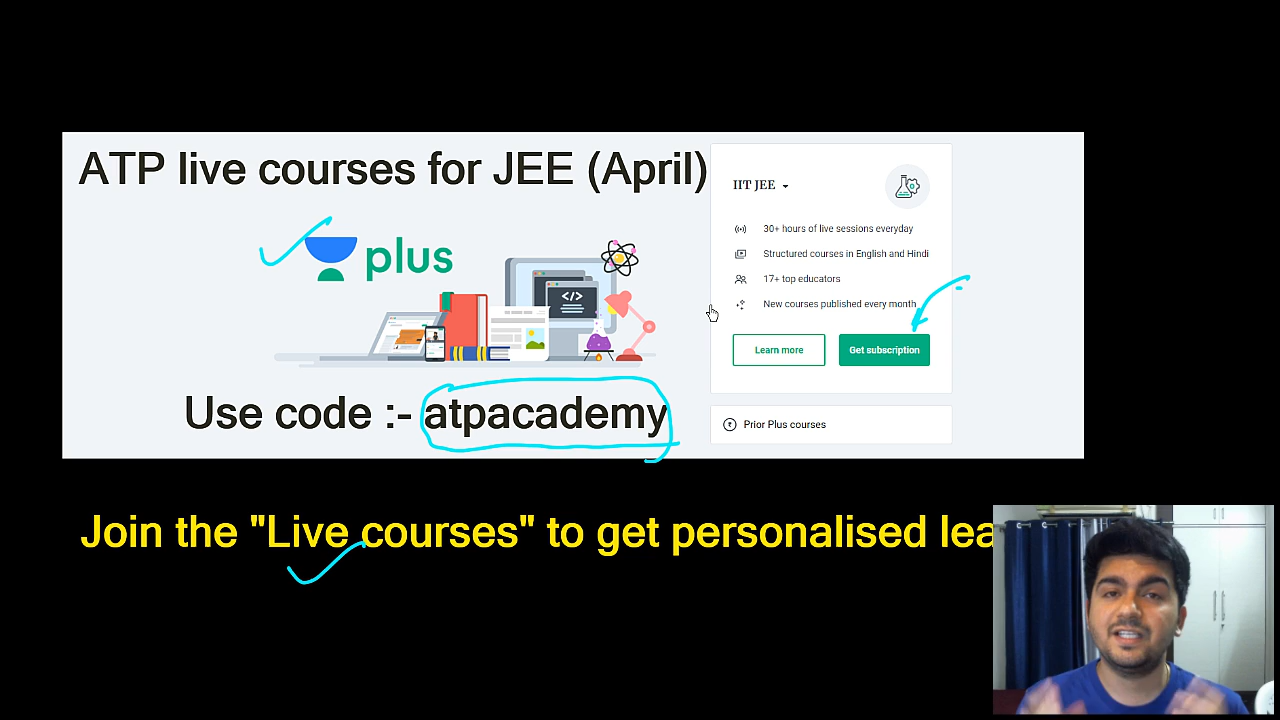 ATP live courses for JEE (April)
plus
</>
Use code :- atpacademy
IIT JEE
30+ hours of live sessions everyday
Structured courses in English and Hindi
17+ top educators
New courses published every month
Learn more
Get subscription
₹ Prior Plus courses
Join the "Live courses" to get personalised lea